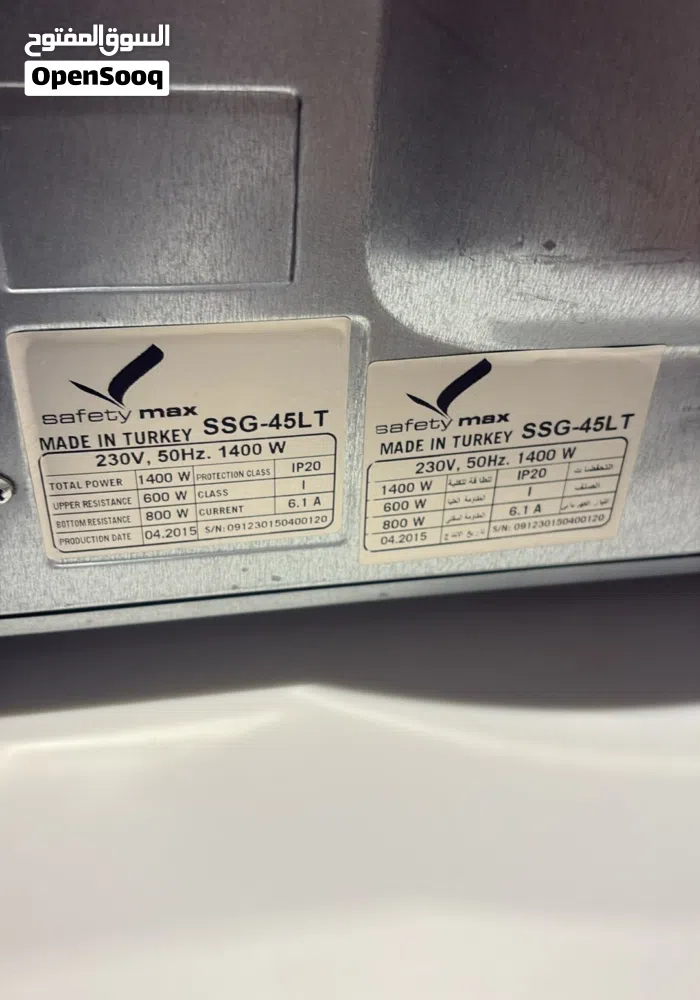 السوق المفتوح
OpenSooq
safety max SSG-45LT
MADE IN TURKEY
230V, 50Hz. 1400 W
TOTAL POWER 1400 W PROTECTION CLASS IP20
UPPER RESISTANCE 600 W CLASS I
BOTTOM RESISTANCE 800 W CURRENT 6.1 A
PRODUCTION DATE 04.2015 S/N: 091230150400120
safety max SSG-45LT
MADE IN TURKEY
230V, 50Hz. 1400 W
1400 W IP20
600 W I الصنف
800 W 6.1 A
04.2015 S/N: 091230150400120